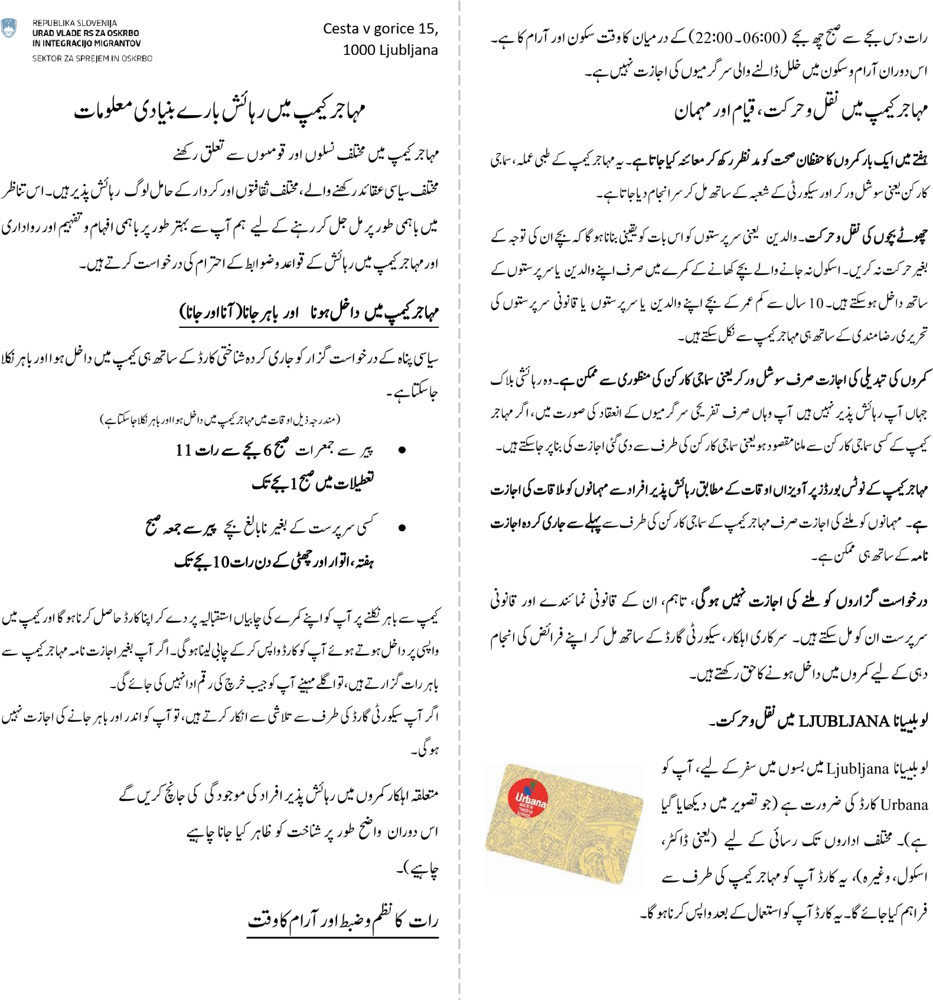 REPUBLIKA SLOVENIJA
URAD VLADE RS ZA OSKRBO
IN INTEGRACIJO MIGRANTOV
SEKTOR ZA SPREJEM IN OSKRBO
Cesta v gorice 15,
1000 Ljubljana
مہاجر کیمپ میں رہائش بارے بنیادی معلومات
مہاجر کیمپ میں مختلف نسلوں اور قومںوں سے تعلق رکھنے
مختلف سیاسی عقائد رکھنے والے، مختلف ثقافتوں اور کردار کے حامل لوگ رہائش پذیر ہیں۔ اس تناظر
میں باہمی طور پر مل جل کر رہنے کے لیے ہم آپ سے بہتر طور پر باہمی افہام و تفہیم اور رواداری
اور مہاجر کیمپ میں رہائش کے قواعد و ضوابط کے احترام کی درخواست کرتے ہیں۔
مہاجر کیمپ میں داخل ہونا اور باہر جانا (آنا اور جانا)
سیاسی پناہ کے درخواست گزار کو جاری کردہ شناختی کارڈ کے ساتھ ہی کیمپ میں داخل ہوا اور باہر نکلا
جاسکتا ہے ۔
(مندرجہ ذیل اوقات میں مہاجر کیمپ میں داخل ہوا اور باہر نکلا جا سکتا ہے)
• پیر سے جمعرات صبح 6 بجے سے رات 11
تعطیلات میں صبح 1 بجے تک
• کسی سرپرست کے بغیر نابالغ بچے پیر سے جمعہ صبح
ہفتہ، اتوار اور چھٹی کے دن رات 10 بجے تک
کیمپ سے باہر نکلنے پر آپ کو اپنے کمرے کی چابیاں استقبالیہ پر دے کر اپنا کارڈ حاصل کرنا ہو گا اور کیمپ میں
واپسی پر داخل ہوتے ہوئے آپ کو کارڈ واپس کر کے چابی لینا ہو گی۔ اگر آپ بغیر اجازت نامہ مہاجر کیمپ سے
باہر رات گزارتے ہیں، تو اگلے مہینے آپ کو جیب خرچ کی رقم ادا نہیں کی جائے گی۔
اگر آپ سیکورٹی گارڈ کی طرف سے تلاشی سے انکار کرتے ہیں، تو آپ کو اندر اور باہر جانے کی اجازت نہیں
ہو گی۔
متعلقہ اہلکار کمروں میں رہائش پذیر افراد کی موجودگی کی جانچ کریں گے
اس دوران واضح طور پر شناخت کو ظاہر کیا جانا چاہیے
چاہیے)۔
رات کا نظم و ضبط اور آرام کا وقت
رات دس بجے سے صبح چھ بجے (22:00۔06:00) کے درمیان کا وقت سکون اور آرام کا ہے۔
اس دوران آرام و سکون میں خلل ڈالنے والی سرگرمیوں کی اجازت نہیں ہے۔
مہاجر کیمپ میں نقل و حرکت، قیام اور مہمان
ہفتے میں ایک بار کمروں کا حفظان صحت کو مد نظر رکھ کر معائنہ کیا جاتا ہے۔ یہ مہاجر کیمپ کے طبی عملہ، سماجی
کارکن یعنی سوشل ورکر اور سیکورٹی کے شعبہ کے ساتھ مل کر سرانجام دیا جاتا ہے۔
چھوٹے بچوں کی نقل و حرکت۔ والدین یعنی سرپرستوں کو اس بات کو یقینی بنانا ہو گا کہ بچے ان کی توجہ کے
بغیر حرکت نہ کریں۔ اسکول نہ جانے والے بچے کھانے کے کمرے میں صرف اپنے والدین یا سرپرستوں کے
ساتھ داخل ہو سکتے ہیں۔ 10 سال سے کم عمر کے بچے اپنے والدین یا سرپرستوں یا قانونی سرپرستوں کی
تحریری رضامندی کے ساتھ ہی مہاجر کیمپ سے نکل سکتے ہیں۔
کمروں کی تبدیلی کی اجازت صرف سوشل ورکر یعنی سماجی کارکن کی منظوری سے ممکن ہے۔ وہ رہائشی بلاک
جہاں آپ رہائش پذیر نہیں ہیں آپ وہاں صرف تفریحی سرگرمیوں کے انعقاد کی صورت میں، اگر مہاجر
کیمپ کے کسی سماجی کارکن سے ملنا مقصود ہو یعنی سماجی کارکن کی طرف سے دی گئی اجازت کی بنا پر جاسکتے ہیں۔
مہاجر کیمپ کے نوٹس بورڈز پر آویزاں اوقات کے مطابق رہائش پذیر افراد سے مہمانوں کو ملاقات کی اجازت
ہے۔ مہمانوں کو ملنے کی اجازت صرف مہاجر کیمپ کے سماجی کارکن کی طرف سے پہلے سے جاری کردہ اجازت
نامہ کے ساتھ ہی ممکن ہے۔
درخواست گزاروں کو ملنے کی اجازت نہیں ہو گی، تاہم، ان کے قانونی نمائندے اور قانونی
سرپرست ان کو مل سکتے ہیں۔ سرکاری اہلکار، سیکورٹی گارڈ کے ساتھ مل کر اپنے فرائض کی انجام
دہی کے لیے کمروں میں داخل ہونے کا حق رکھتے ہیں۔
لوبلییانا LJUBLJANA میں نقل و حرکت۔
لوبلییانا Ljubljana میں بسوں میں سفر کے لیے، آپ کو
Urbana کارڈ کی ضرورت ہے (جو تصویر میں دیکھایا گیا
ہے)۔ مختلف اداروں تک رسائی کے لیے (یعنی ڈاکٹر،
اسکول، وغیرہ)، یہ کارڈ آپ کو مہاجر کیمپ کی طرف سے
فراہم کیا جائے گا۔ یہ کارڈ آپ کو استعمال کے بعد واپس کرنا ہو گا۔
Urbana
enotna
mestna
kartica